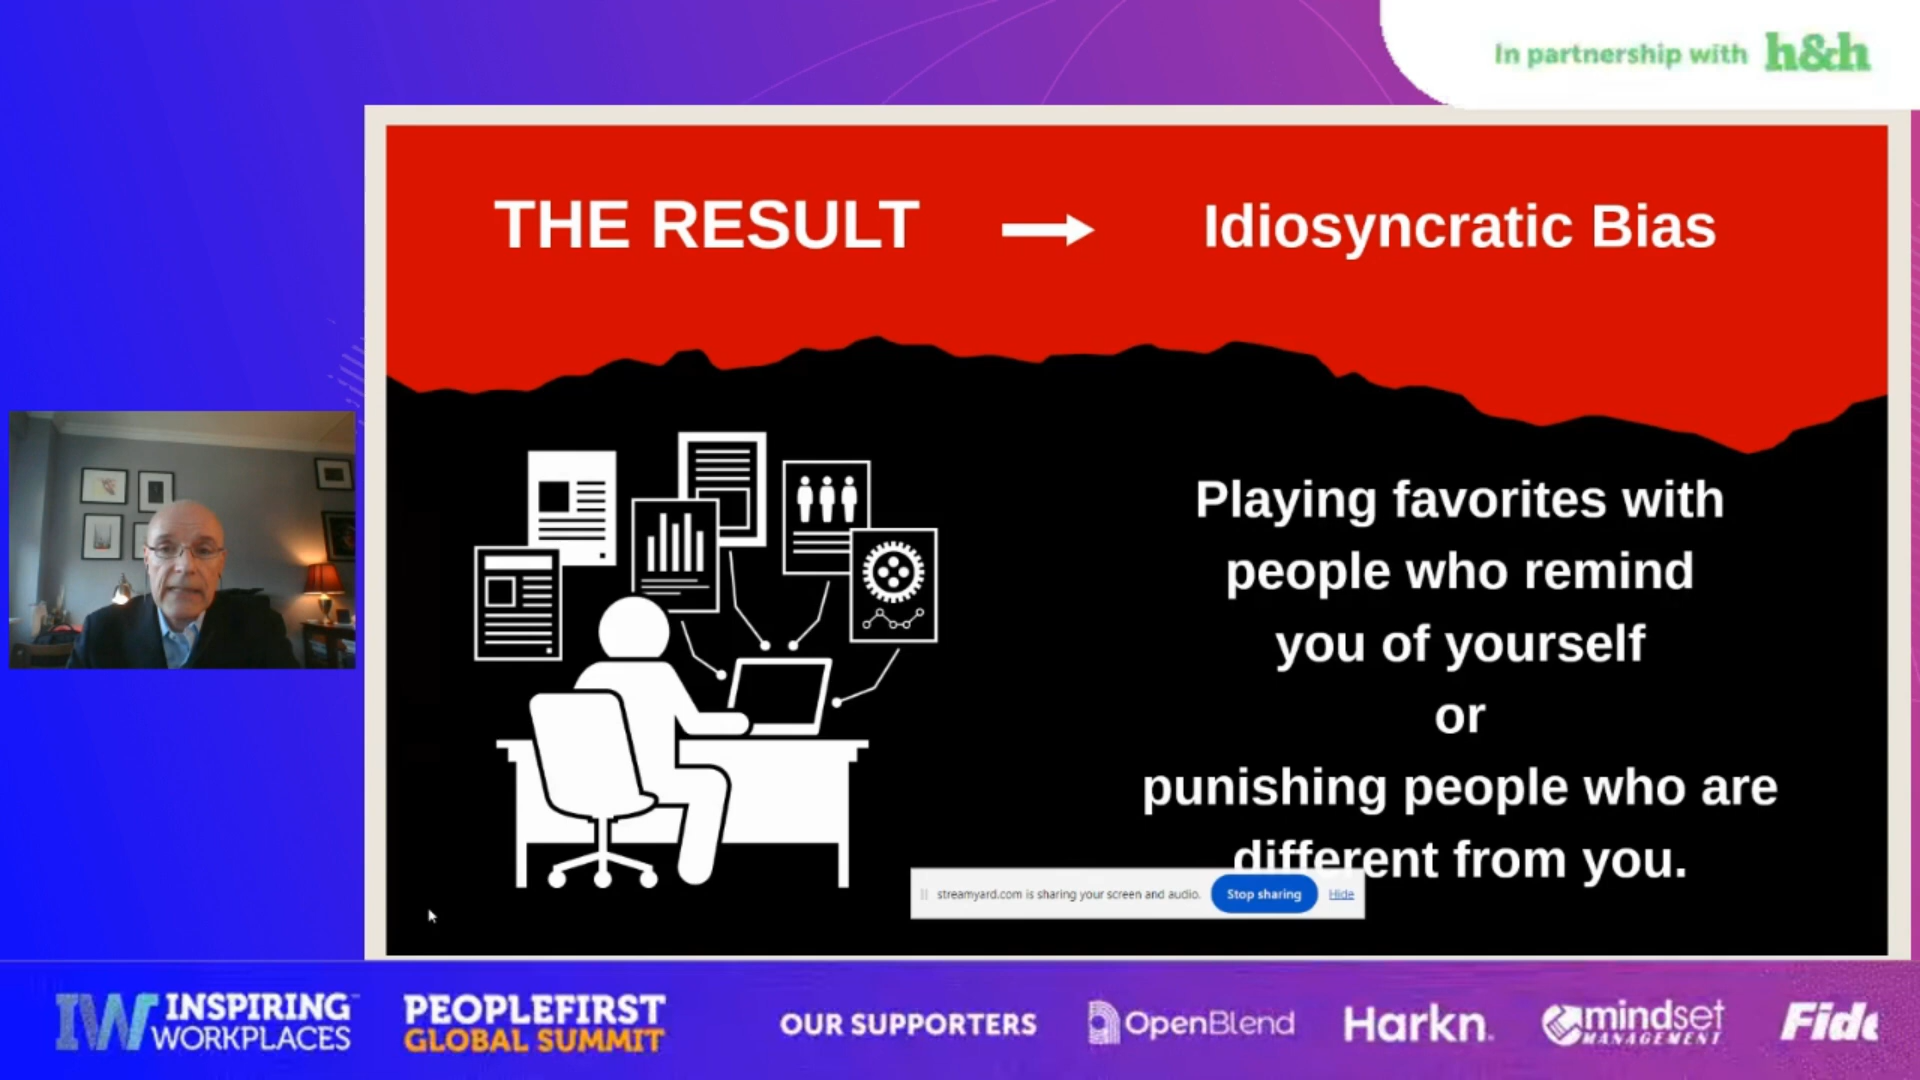 In partnership with h&h
THE RESULT
Idiosyncratic Bias
Playing favorites with
people who remind
you of yourself
or
punishing people who are
different from you.
streamyard.com is sharing your screen and audio. Stop sharing Hide
IW INSPIRING
WORKPLACES
PEOPLEFIRST
GLOBAL SUMMIT
OUR SUPPORTERS
OpenBlend
Harkn.
mindset
MANAGEMENT